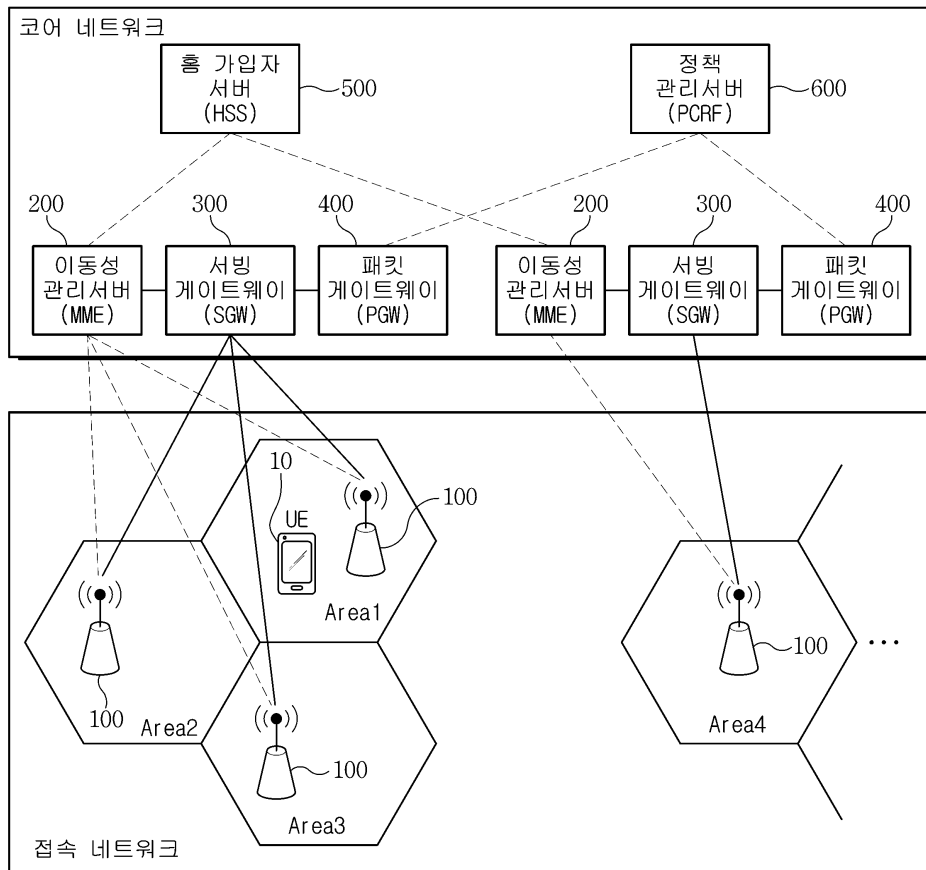 코어 네트워크
홈 가입자
서버
(HSS)
500
정책
관리서버
(PCRF)
600
200
300
400
200
300
400
이동성
관리서버
(MME)
서빙
게이트웨이
(SGW)
패킷
게이트웨이
(PGW)
이동성
관리서버
(MME)
서빙
게이트웨이
(SGW)
패킷
게이트웨이
(PGW)
10
UE
100
Area1
100
Area2
100
Area3
100
Area4
...
접속 네트워크